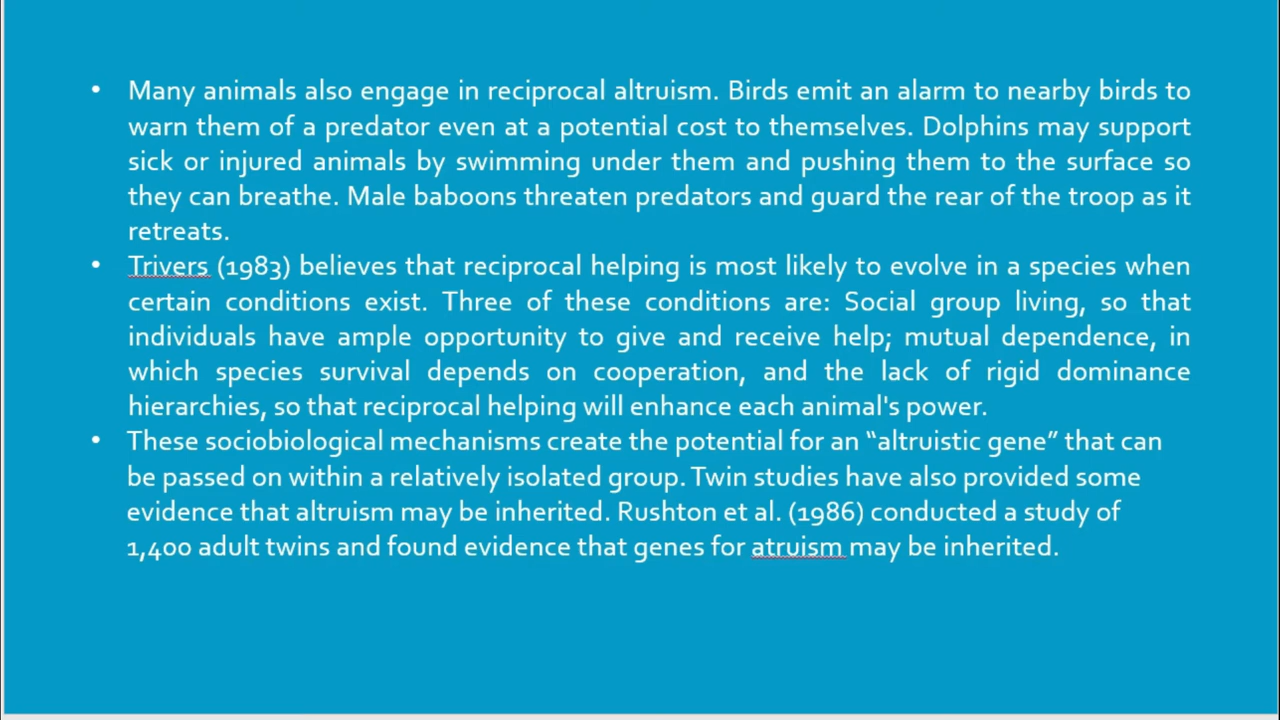 • Many animals also engage in reciprocal altruism. Birds emit an alarm to nearby birds to
warn them of a predator even at a potential cost to themselves. Dolphins may support
sick or injured animals by swimming under them and pushing them to the surface so
they can breathe. Male baboons threaten predators and guard the rear of the troop as it
retreats.
• Trivers (1983) believes that reciprocal helping is most likely to evolve in a species when
certain conditions exist. Three of these conditions are: Social group living, so that
individuals have ample opportunity to give and receive help; mutual dependence, in
which species survival depends on cooperation, and the lack of rigid dominance
hierarchies, so that reciprocal helping will enhance each animal's power.
• These sociobiological mechanisms create the potential for an “altruistic gene” that can
be passed on within a relatively isolated group. Twin studies have also provided some
evidence that altruism may be inherited. Rushton et al. (1986) conducted a study of
1,400 adult twins and found evidence that genes for atruism may be inherited.